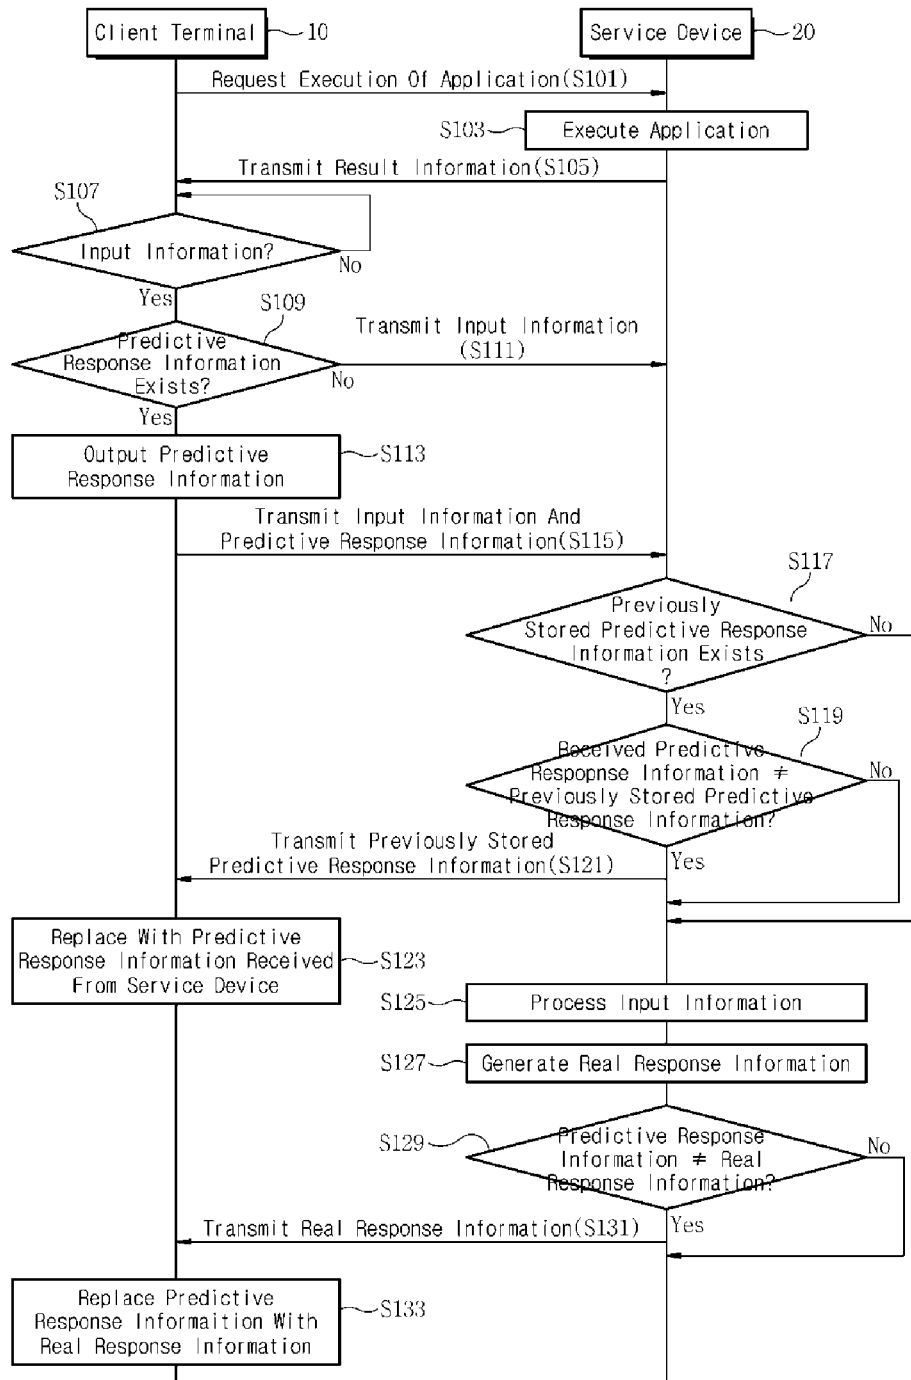 Client Terminal 10
Service Device 20
Request Execution Of Application(S101)
S103 Execute Application
Transmit Result Information(S105)
S107
Input Information?
No
Yes
S109
Transmit Input Information
(S111)
Predictive
Response Information
Exists?
No
Yes
Output Predictive
Response Information
S113
Transmit Input Information And
Predictive Response Information(S115)
S117
Previously
Stored Predictive Response
Information Exists
?
No
Yes
S119
Received Predictive
Respopnse Information ≠
Previously Stored Predictive
Response Information?
No
Yes
Transmit Previously Stored
Predictive Response Information(S121)
Replace With Predictive
Response Information Received
From Service Device
S123
S125 Process Input Information
S127 Generate Real Response Information
S129
Predictive Response
Information ≠ Real
Response Information?
No
Yes
Transmit Real Response Information(S131)
Replace Predictive
Response Informaition With
Real Response Information
S133